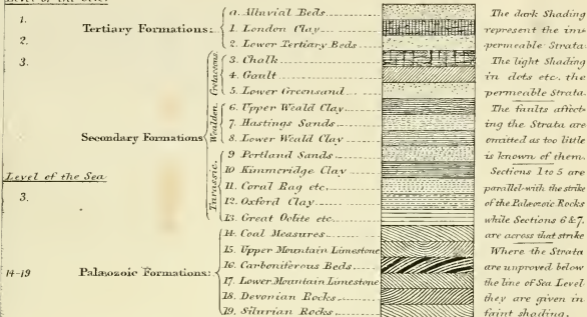 1.
2.
3.
Level of the Sea
3.
14-19
Tertiary Formations:
a. Alluvial Beds
1. London Clay
2. Lower Tertiary Beds
Secondary Formations
Cretaceous
3. Chalk
4. Gault
5. Lower Greensand
Wealden
6. Upper Weald Clay
7. Hastings Sands
8. Lower Weald Clay
Jurassic
9 Portland Sands
10 Kimmeridge Clay
11. Coral Rag etc.
12. Oxford Clay
13. Great Oolite etc.
Palæozoic Formations:
14. Coal Measures
15. Upper Mountain Limestone
16. Carboniferous Beds
17. Lower Mountain Limestone
18. Devonian Rocks
19. Silurian Rocks
The dark Shading
represent the im-
permeable Strata
The light Shading
in dots etc. the
permeable Strata.
The faults affect-
ing the Strata are
omitted as too little
is known of them.
Sections 1 to 5 are
parallel with the strike
of the Palæozoic Rocks
while Sections 6 & 7.
are across that strike
Where the Strata
are unproved below
the line of Sea Level
they are given in
faint shading.